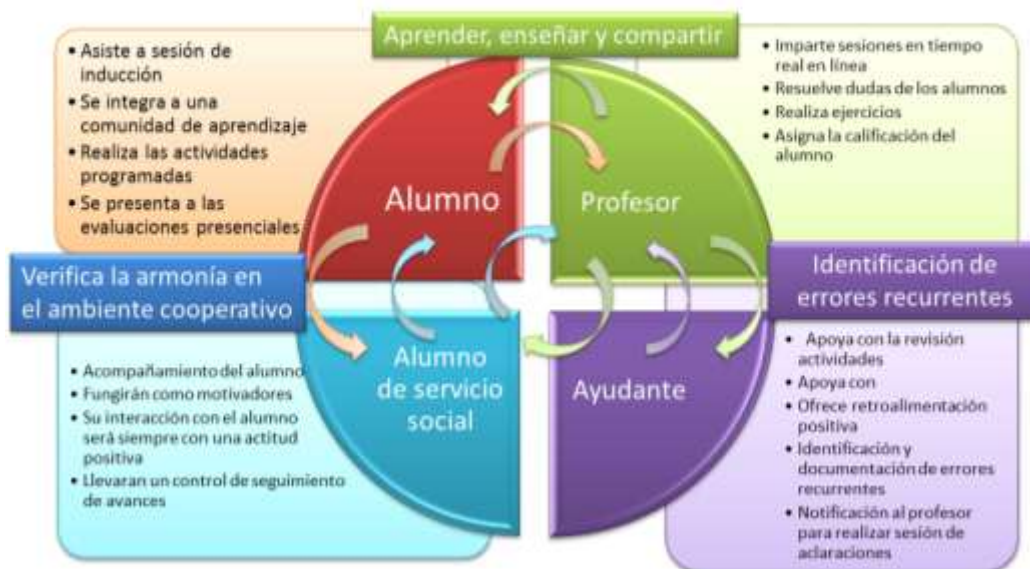 Aprender, enseñar y compartir
• Asiste a sesión de
inducción
• Se integra a una
comunidad de aprendizaje
• Realiza las actividades
programadas
• Se presenta a las
evaluaciones presenciales
• Imparte sesiones en tiempo
real en línea
• Resuelve dudas de los alumnos
• Realiza ejercicios
• Asigna la calificación del
alumno
Alumno
Profesor
Verifica la armonía en
el ambiente cooperativo
Identificación de
errores recurrentes
Alumno
de servicio
social
Ayudante
• Acompañamiento del alumno
• Fungirán como motivadores
• Su interacción con el alumno
será siempre con una actitud
positiva
• Llevaran un control de seguimiento
de avances
• Apoya con la revisión
actividades
• Apoya con
• Ofrece retroalimentación
positiva
• Identificación y
documentación de errores
recurrentes
• Notificación al profesor
para realizar sesión de
aclaraciones